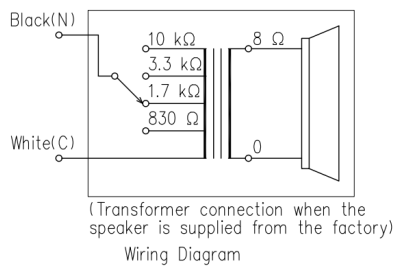 Black(N)
10 kΩ
8 Ω
3.3 kΩ
1.7 kΩ
830 Ω
White(C)
0
(Transformer connection when the
speaker is supplied from the factory)
Wiring Diagram